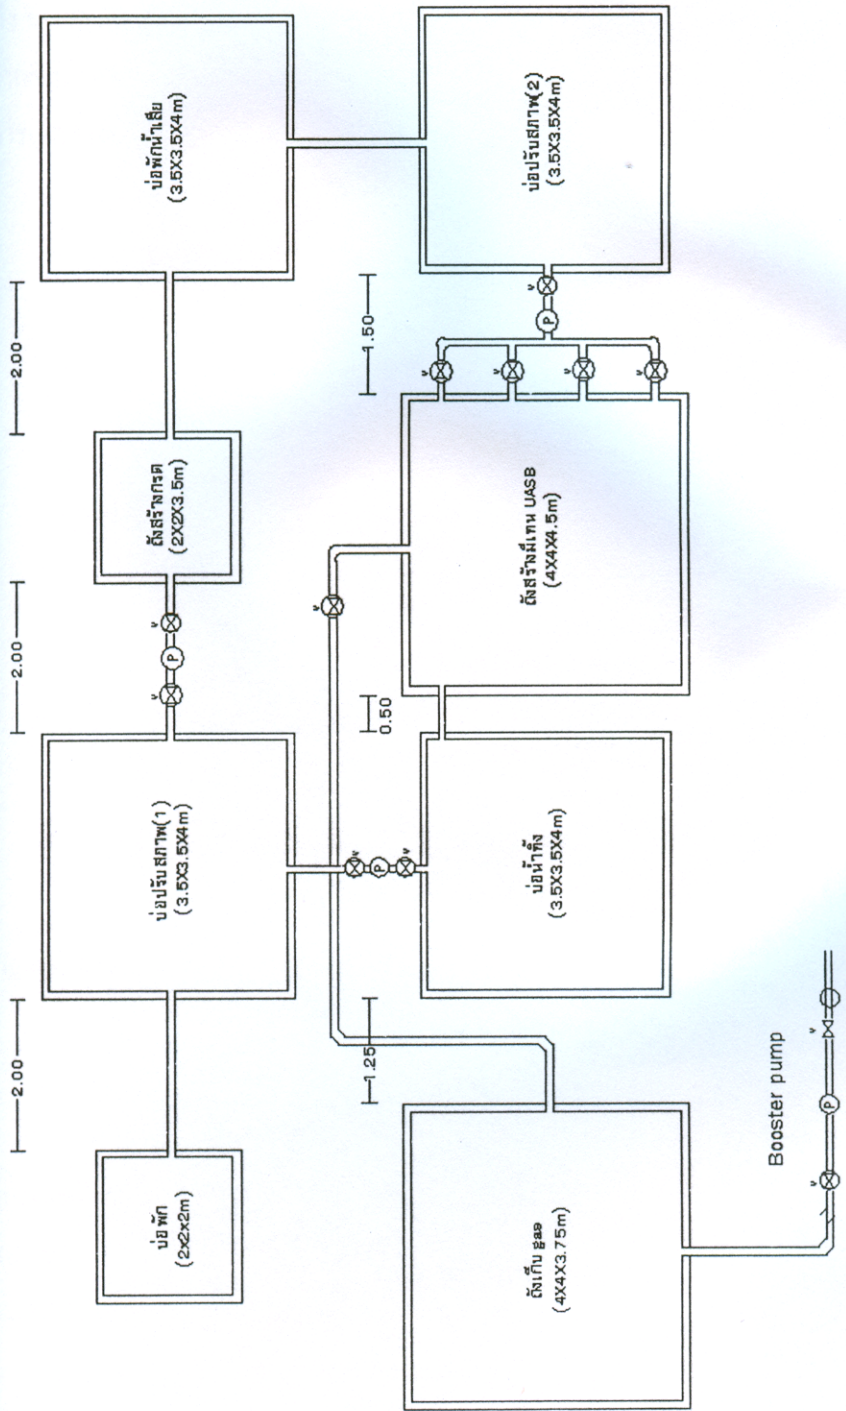 2.00
2.00
2.00
บ่อพัก
(2x2x2m)
บ่อปรับสภาพ(1)
(3.5X3.5X4m)
v
P
v
ถังสร้างกรด
(2X2X3.5m)
บ่อพักน้ำเสีย
(3.5X3.5X4m)
1.25
0.50
1.50
v
v
P
v
ถังเก็บ gas
(4X4X3.75m)
บ่อน้ำทิ้ง
(3.5X3.5X4m)
ถังสร้างมีเทน UASB
(4X4X4.5m)
v
v
v
v
P
v
บ่อปรับสภาพ(2)
(3.5X3.5X4m)
Booster pump
v
P
v